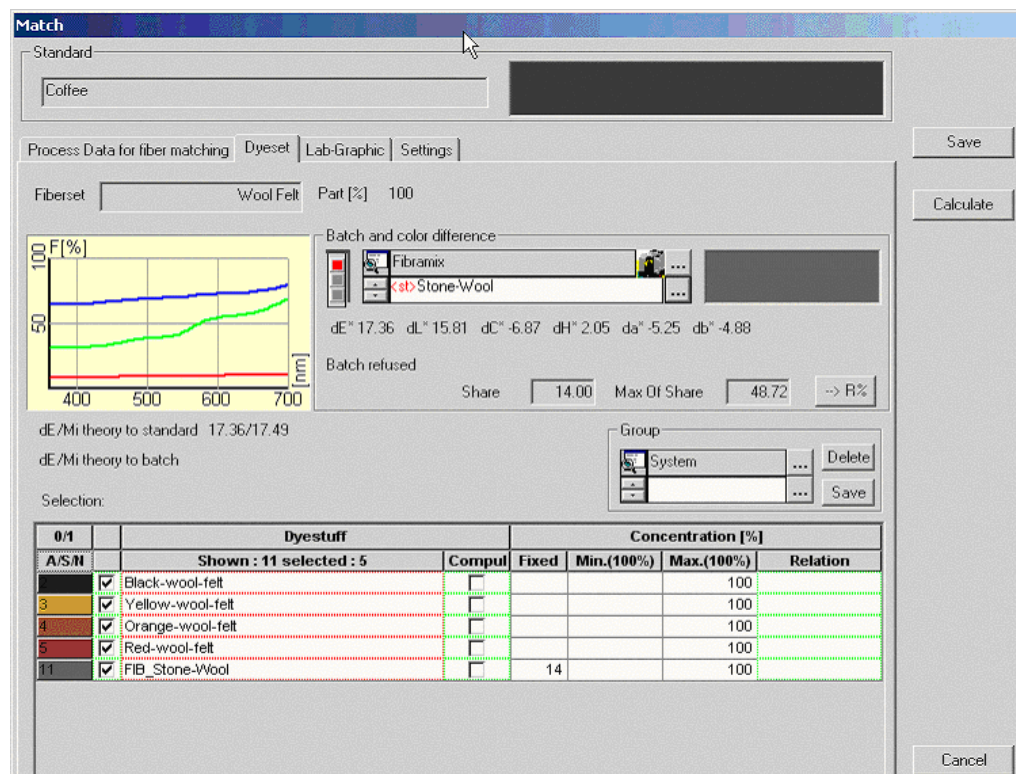 Match
Standard
Coffee
Save
Process Data for fiber matching Dyeset Lab-Graphic Settings
Calculate
Fiberset Wool Felt Part [%] 100
F[%]
100
50
[nm]
400 500 600 700
Batch and color difference
Fibramix ...
<st>Stone-Wool ...
dE* 17.36 dL* 15.81 dC* -6.87 dH* 2.05 da* -5.25 db* -4.88
Batch refused
Share 14.00 Max Of Share 48.72 --> R%
dE/Mi theory to standard 17.36/17.49
dE/Mi theory to batch
Group
System ... Delete
... Save
Selection:
0/1 Dyestuff Concentration [%]
A/S/N Shown : 11 selected : 5 Compul Fixed Min.(100%) Max.(100%) Relation
2 Black-wool-felt 100
3 Yellow-wool-felt 100
4 Orange-wool-felt 100
5 Red-wool-felt 100
11 FIB_Stone-Wool 14 100
Cancel